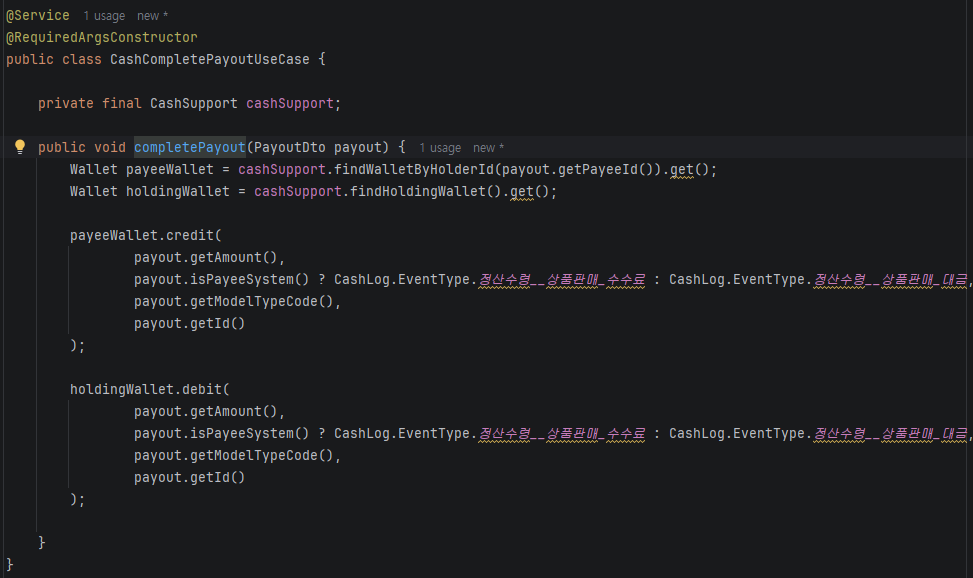 @Service 1 usage new *
@RequiredArgsConstructor
public class CashCompletePayoutUseCase {
private final CashSupport cashSupport;
public void completePayout(PayoutDto payout) { 1 usage new *
Wallet payeeWallet = cashSupport.findWalletByHolderId(payout.getPayeeId()).get();
Wallet holdingWallet = cashSupport.findHoldingWallet().get();
payeeWallet.credit(
payout.getAmount(),
payout.isPayeeSystem() ? CashLog.EventType.정산수령__상품판매_수수료 : CashLog.EventType.정산수령__상품판매_대금,
payout.getModelTypeCode(),
payout.getId()
);
holdingWallet.debit(
payout.getAmount(),
payout.isPayeeSystem() ? CashLog.EventType.정산수령__상품판매_수수료 : CashLog.EventType.정산수령__상품판매_대금,
payout.getModelTypeCode(),
payout.getId()
);
}
}